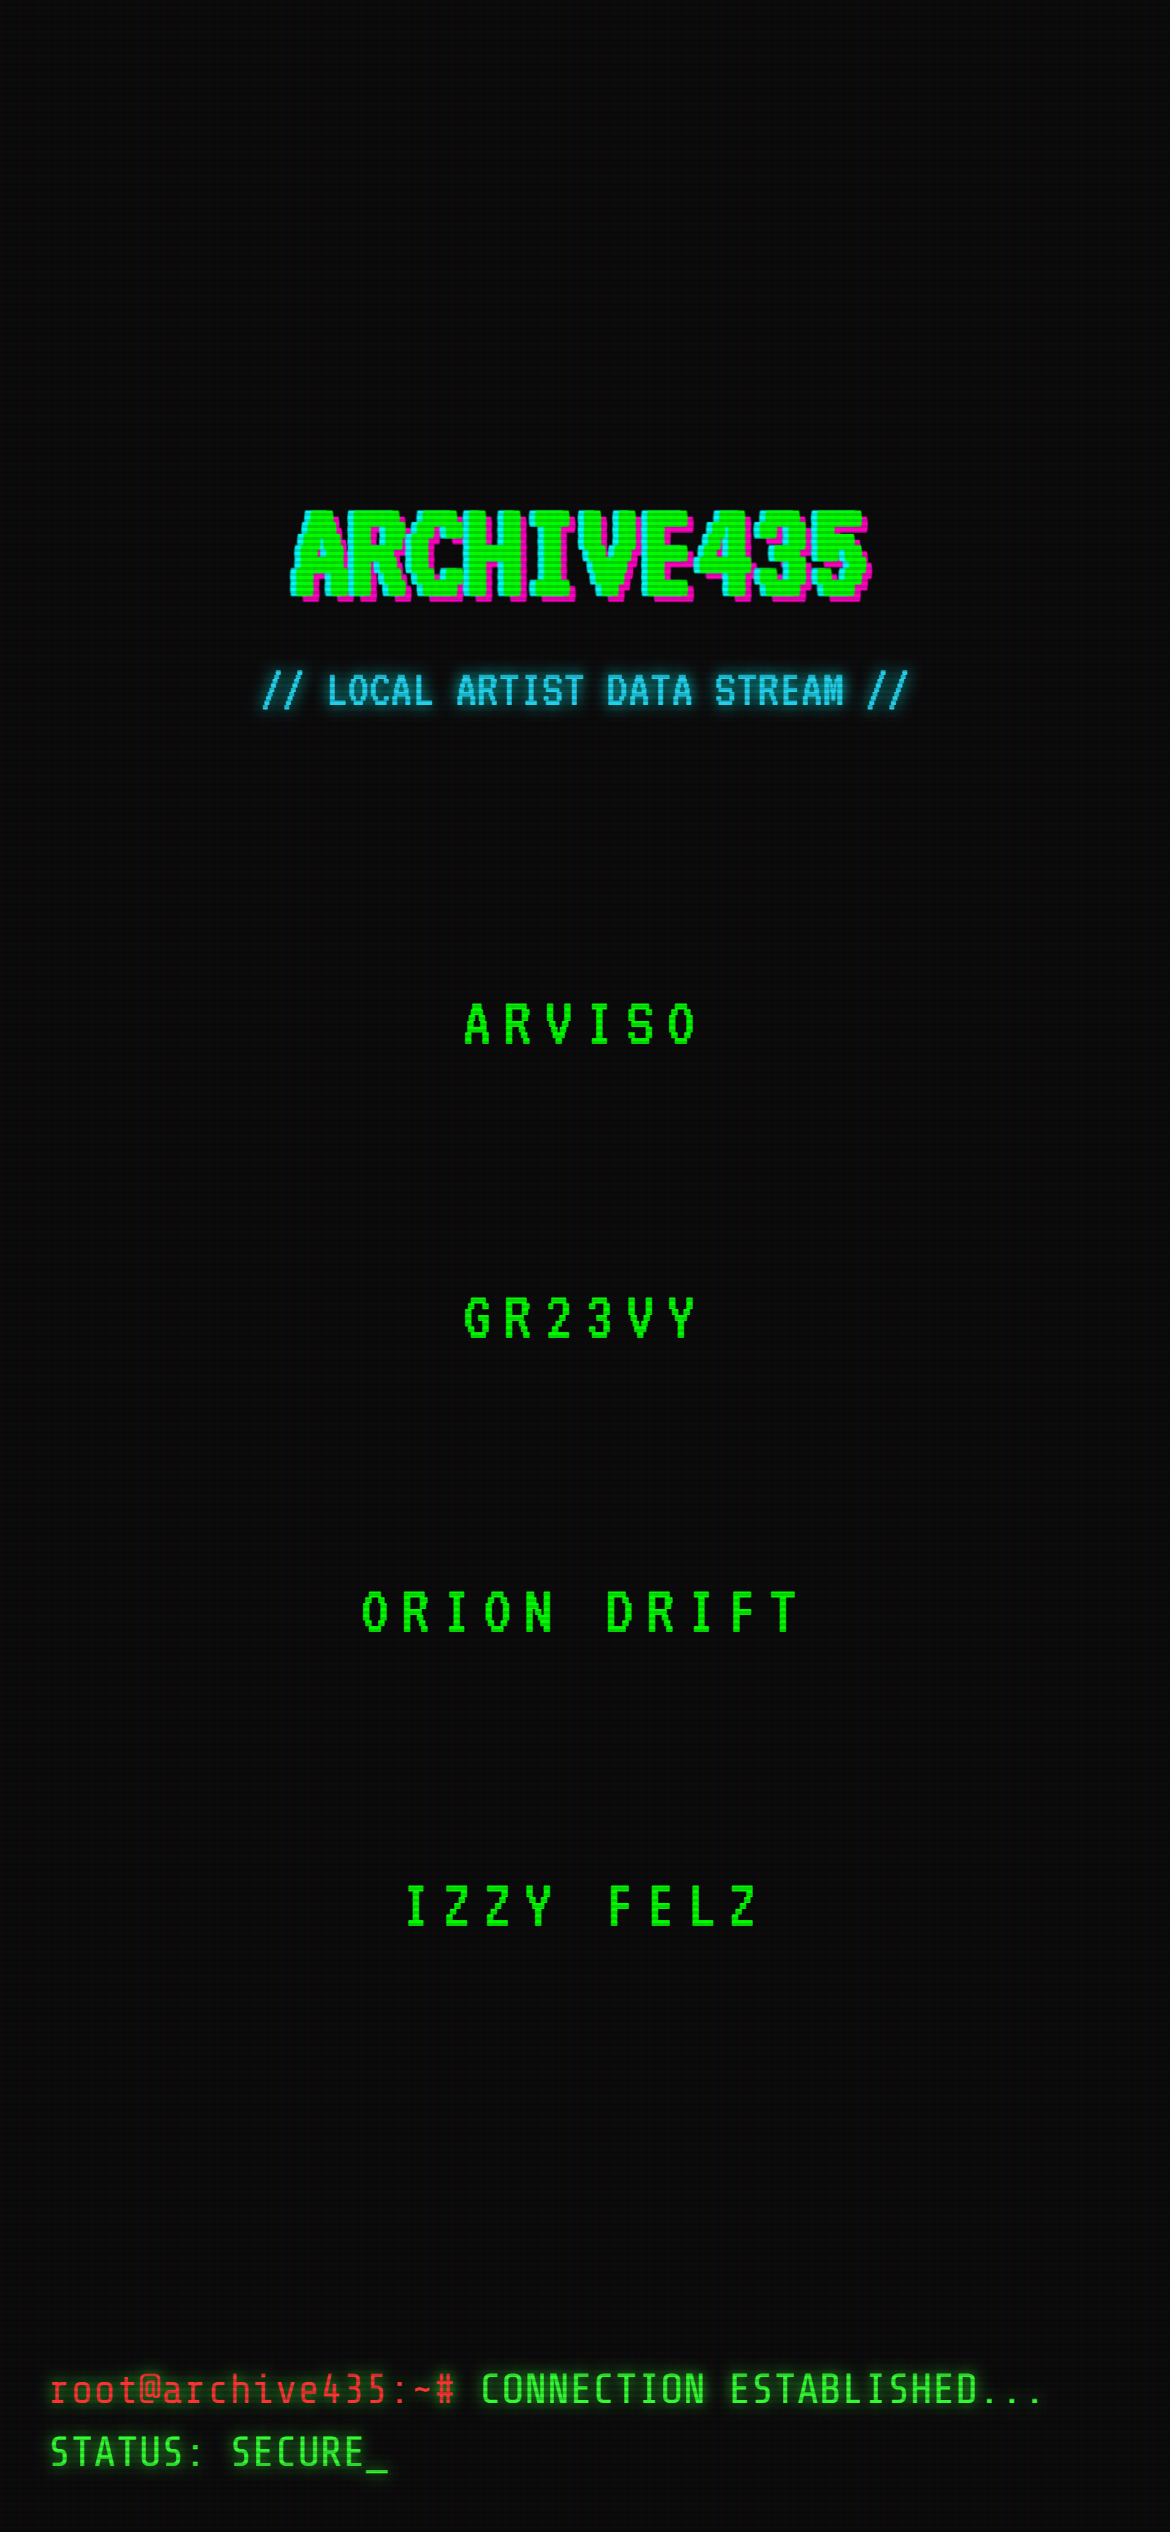 ARCHIVE435
// LOCAL ARTIST DATA STREAM //
ARVISO
GR23VY
ORION DRIFT
IZZY FELZ
root@archive435:~# CONNECTION ESTABLISHED...
STATUS: SECURE_